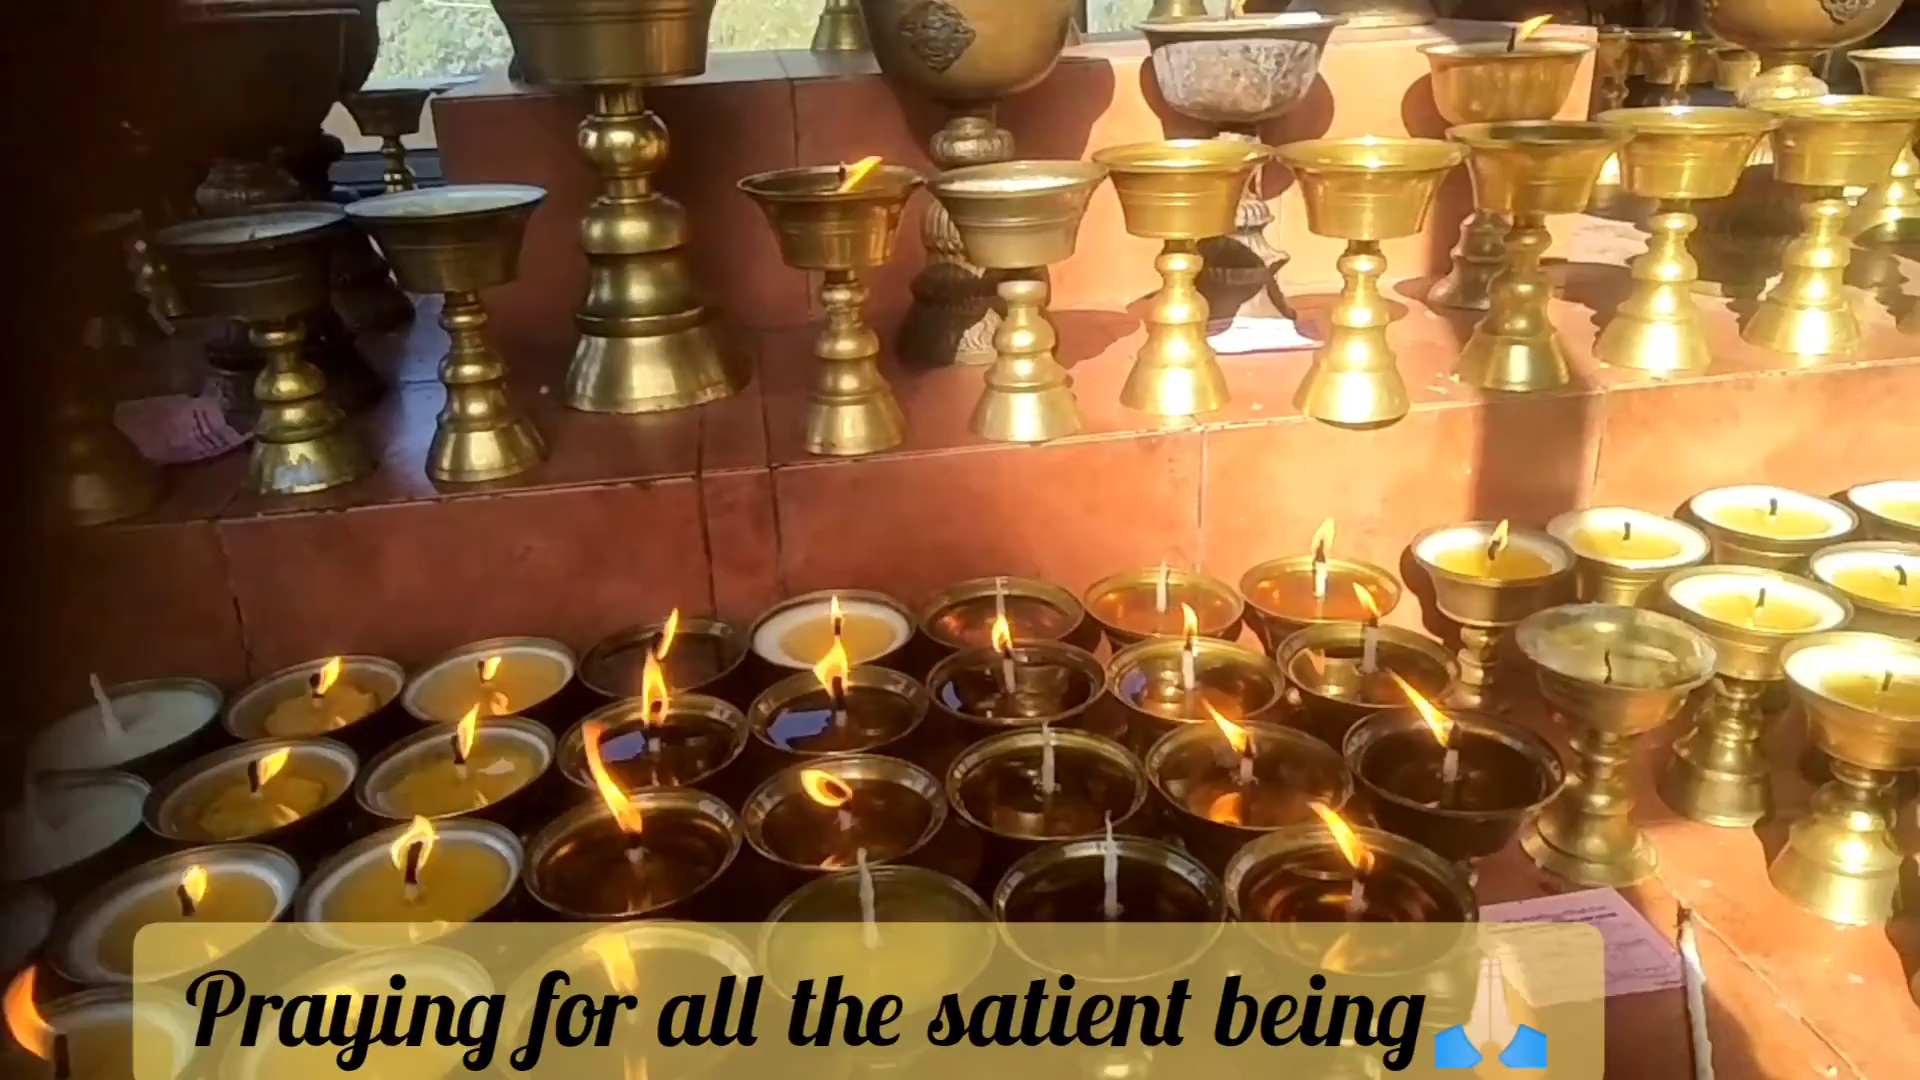 Praying for all the satient being🙏